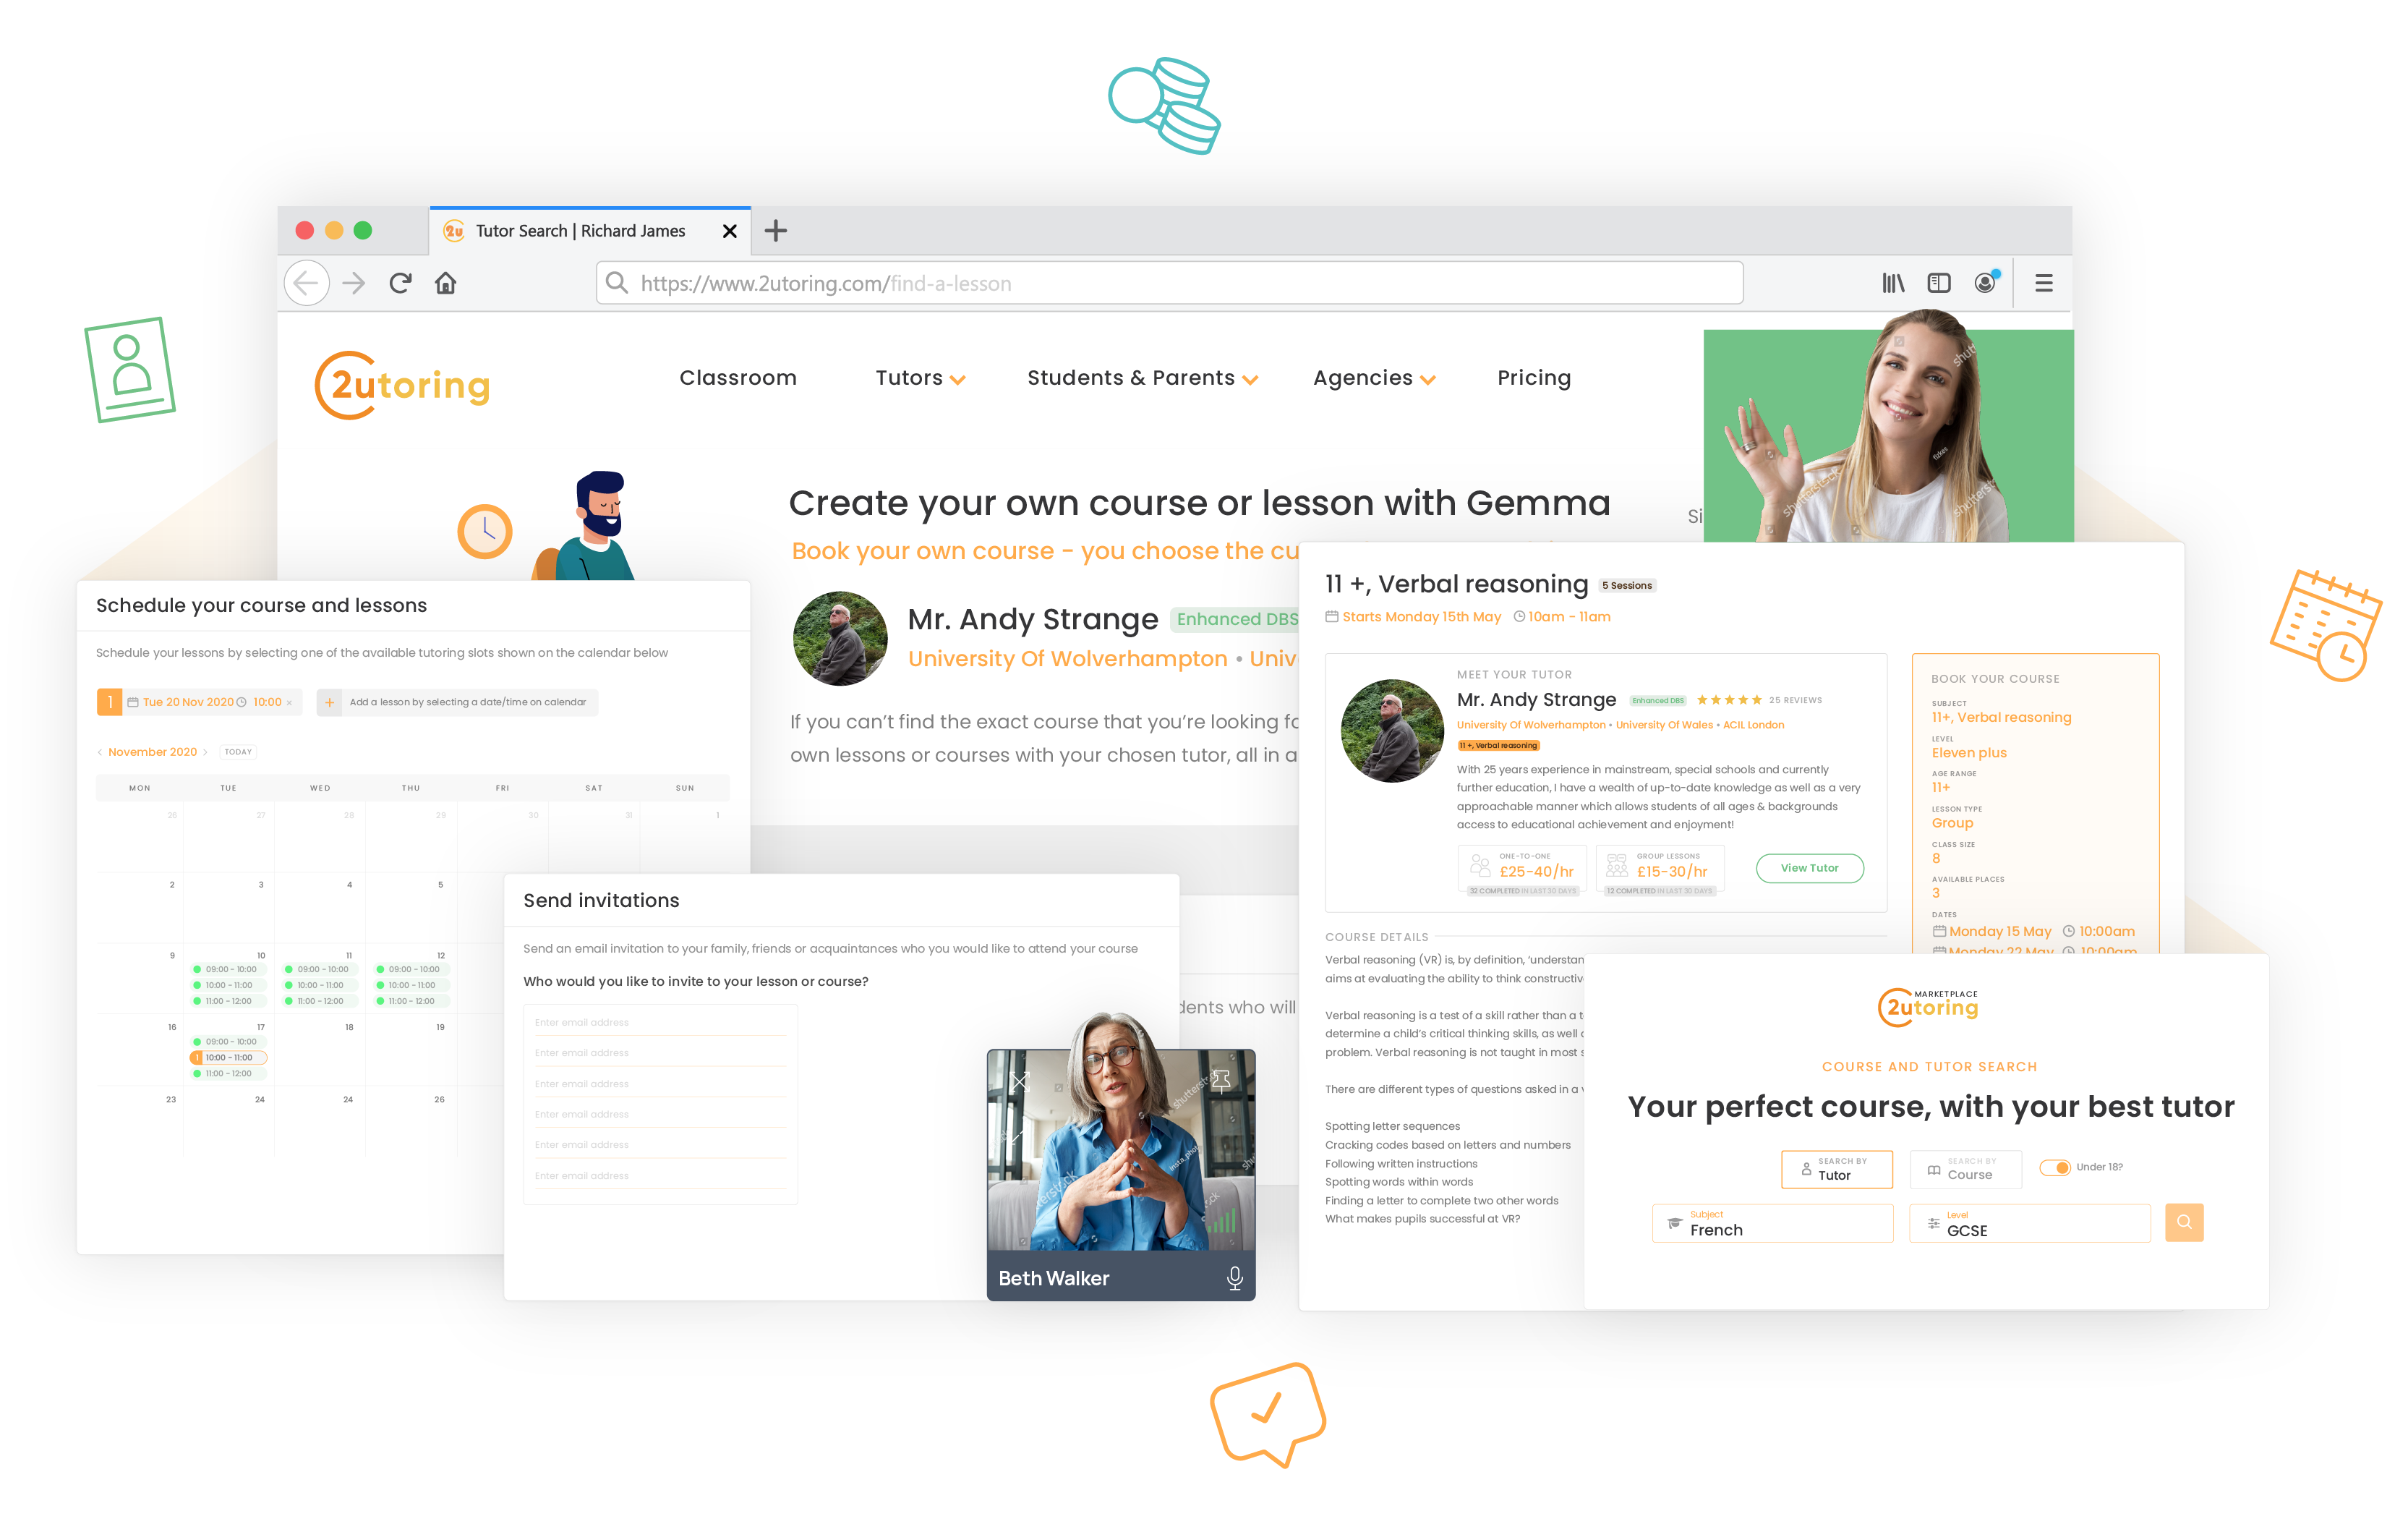 2u Tutor Search | Richard James
https://www.2utoring.com/find-a-lesson
2utoring
Classroom
Tutors
Students & Parents
Agencies
Pricing
Create your own course or lesson with Gemma
Book your own course - you choose the cu
Mr. Andy Strange
Enhanced DBS
University Of Wolverhampton • Univ
If you can't find the exact course that you're looking fo
own lessons or courses with your chosen tutor, all in a
Si
dents who will
Schedule your course and lessons
Schedule your lessons by selecting one of the available tutoring slots shown on the calendar below
1 Tue 20 Nov 2020 10:00 ×
+ Add a lesson by selecting a date/time on calendar
< November 2020 > TODAY
MON TUE WED THU FRI SAT SUN
26 27 28 29 30 31 1
2 3 4 5
9 10 11 12
09:00 - 10:00 09:00 - 10:00 09:00 - 10:00
10:00 - 11:00 10:00 - 11:00 10:00 - 11:00
11:00 - 12:00 11:00 - 12:00 11:00 - 12:00
16 17 18 19
09:00 - 10:00
1 10:00 - 11:00
11:00 - 12:00
23 24 24 26
Send invitations
Send an email invitation to your family, friends or acquaintances who you would like to attend your course
Who would you like to invite to your lesson or course?
Enter email address
Enter email address
Enter email address
Enter email address
Enter email address
Enter email address
Beth Walker
11 +, Verbal reasoning 5 Sessions
Starts Monday 15th May 10am - 11am
MEET YOUR TUTOR
Mr. Andy Strange Enhanced DBS 25 REVIEWS
University Of Wolverhampton • University Of Wales • ACIL London
11 +, Verbal reasoning
With 25 years experience in mainstream, special schools and currently
further education, I have a wealth of up-to-date knowledge as well as a very
approachable manner which allows students of all ages & backgrounds
access to educational achievement and enjoyment!
ONE-TO-ONE
£25-40/hr
32 COMPLETED IN LAST 30 DAYS
GROUP LESSONS
£15-30/hr
12 COMPLETED IN LAST 30 DAYS
View Tutor
BOOK YOUR COURSE
SUBJECT
11+, Verbal reasoning
LEVEL
Eleven plus
AGE RANGE
11+
LESSON TYPE
Group
CLASS SIZE
8
AVAILABLE PLACES
3
DATES
Monday 15 May 10:00am
Monday 22 May 10:00am
COURSE DETAILS
Verbal reasoning (VR) is, by definition, 'understan
aims at evaluating the ability to think constructiv
Verbal reasoning is a test of a skill rather than a t
determine a child's critical thinking skills, as well
problem. Verbal reasoning is not taught in most s
There are different types of questions asked in a v
Spotting letter sequences
Cracking codes based on letters and numbers
Following written instructions
Spotting words within words
Finding a letter to complete two other words
What makes pupils successful at VR?
MARKETPLACE
2utoring
COURSE AND TUTOR SEARCH
Your perfect course, with your best tutor
SEARCH BY
Tutor
SEARCH BY
Course
Under 18?
Subject
French
Level
GCSE